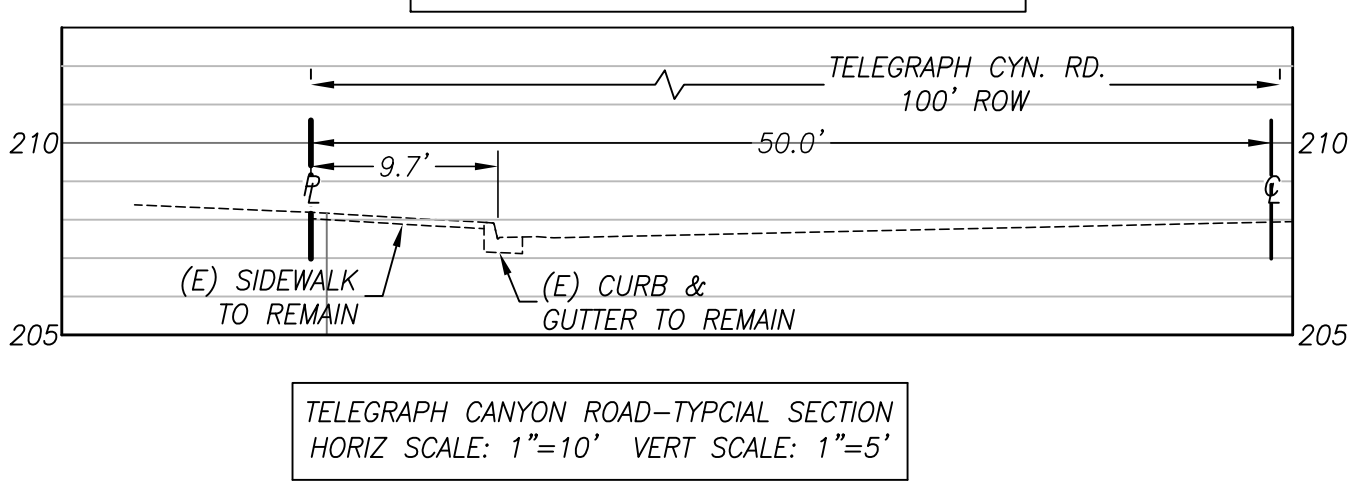 TELEGRAPH CYN. RD.
100' ROW
210
50.0'
210
9.7'
PL
CL
(E) SIDEWALK
TO REMAIN
(E) CURB &
GUTTER TO REMAIN
205
205
TELEGRAPH CANYON ROAD-TYPCIAL SECTION
HORIZ SCALE: 1"=10' VERT SCALE: 1"=5'